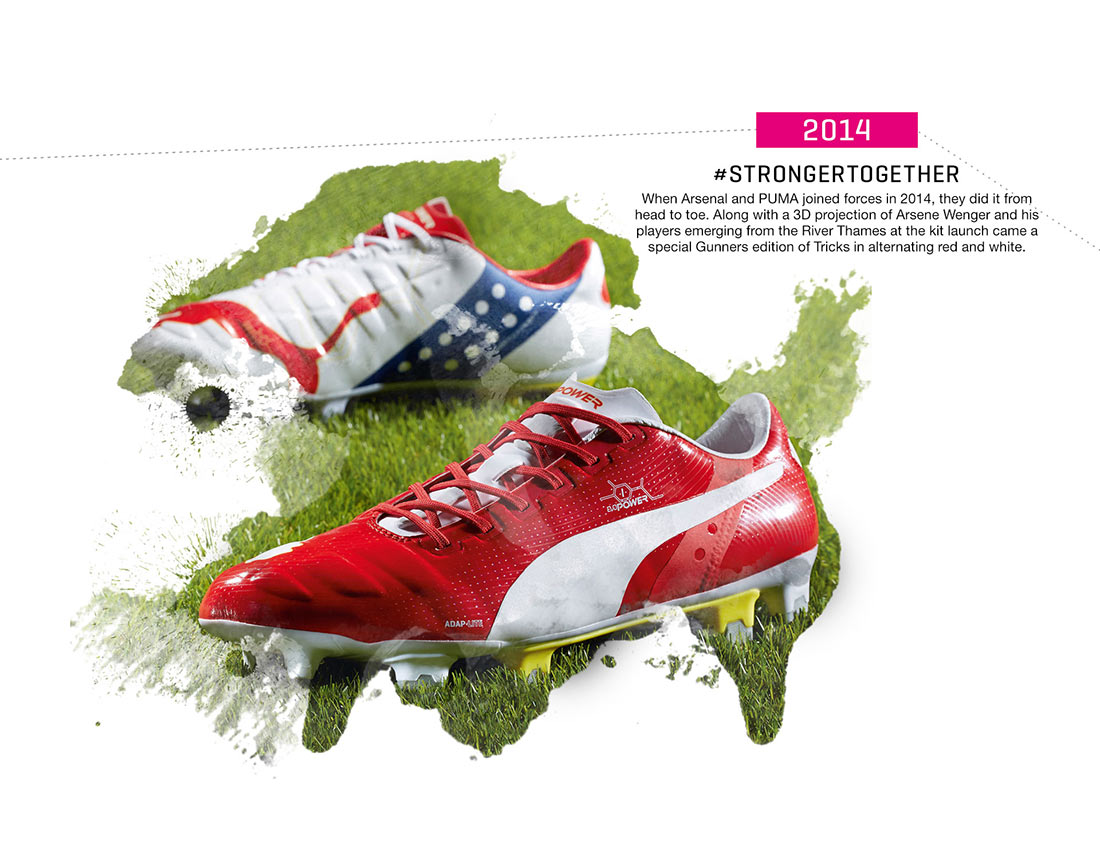 2014
#STRONGERTOGETHER
When Arsenal and PUMA joined forces in 2014, they did it from
head to toe. Along with a 3D projection of Arsene Wenger and his
players emerging from the River Thames at the kit launch came a
special Gunners edition of Tricks in alternating red and white.
POWER
POWER
ADAP-LITE